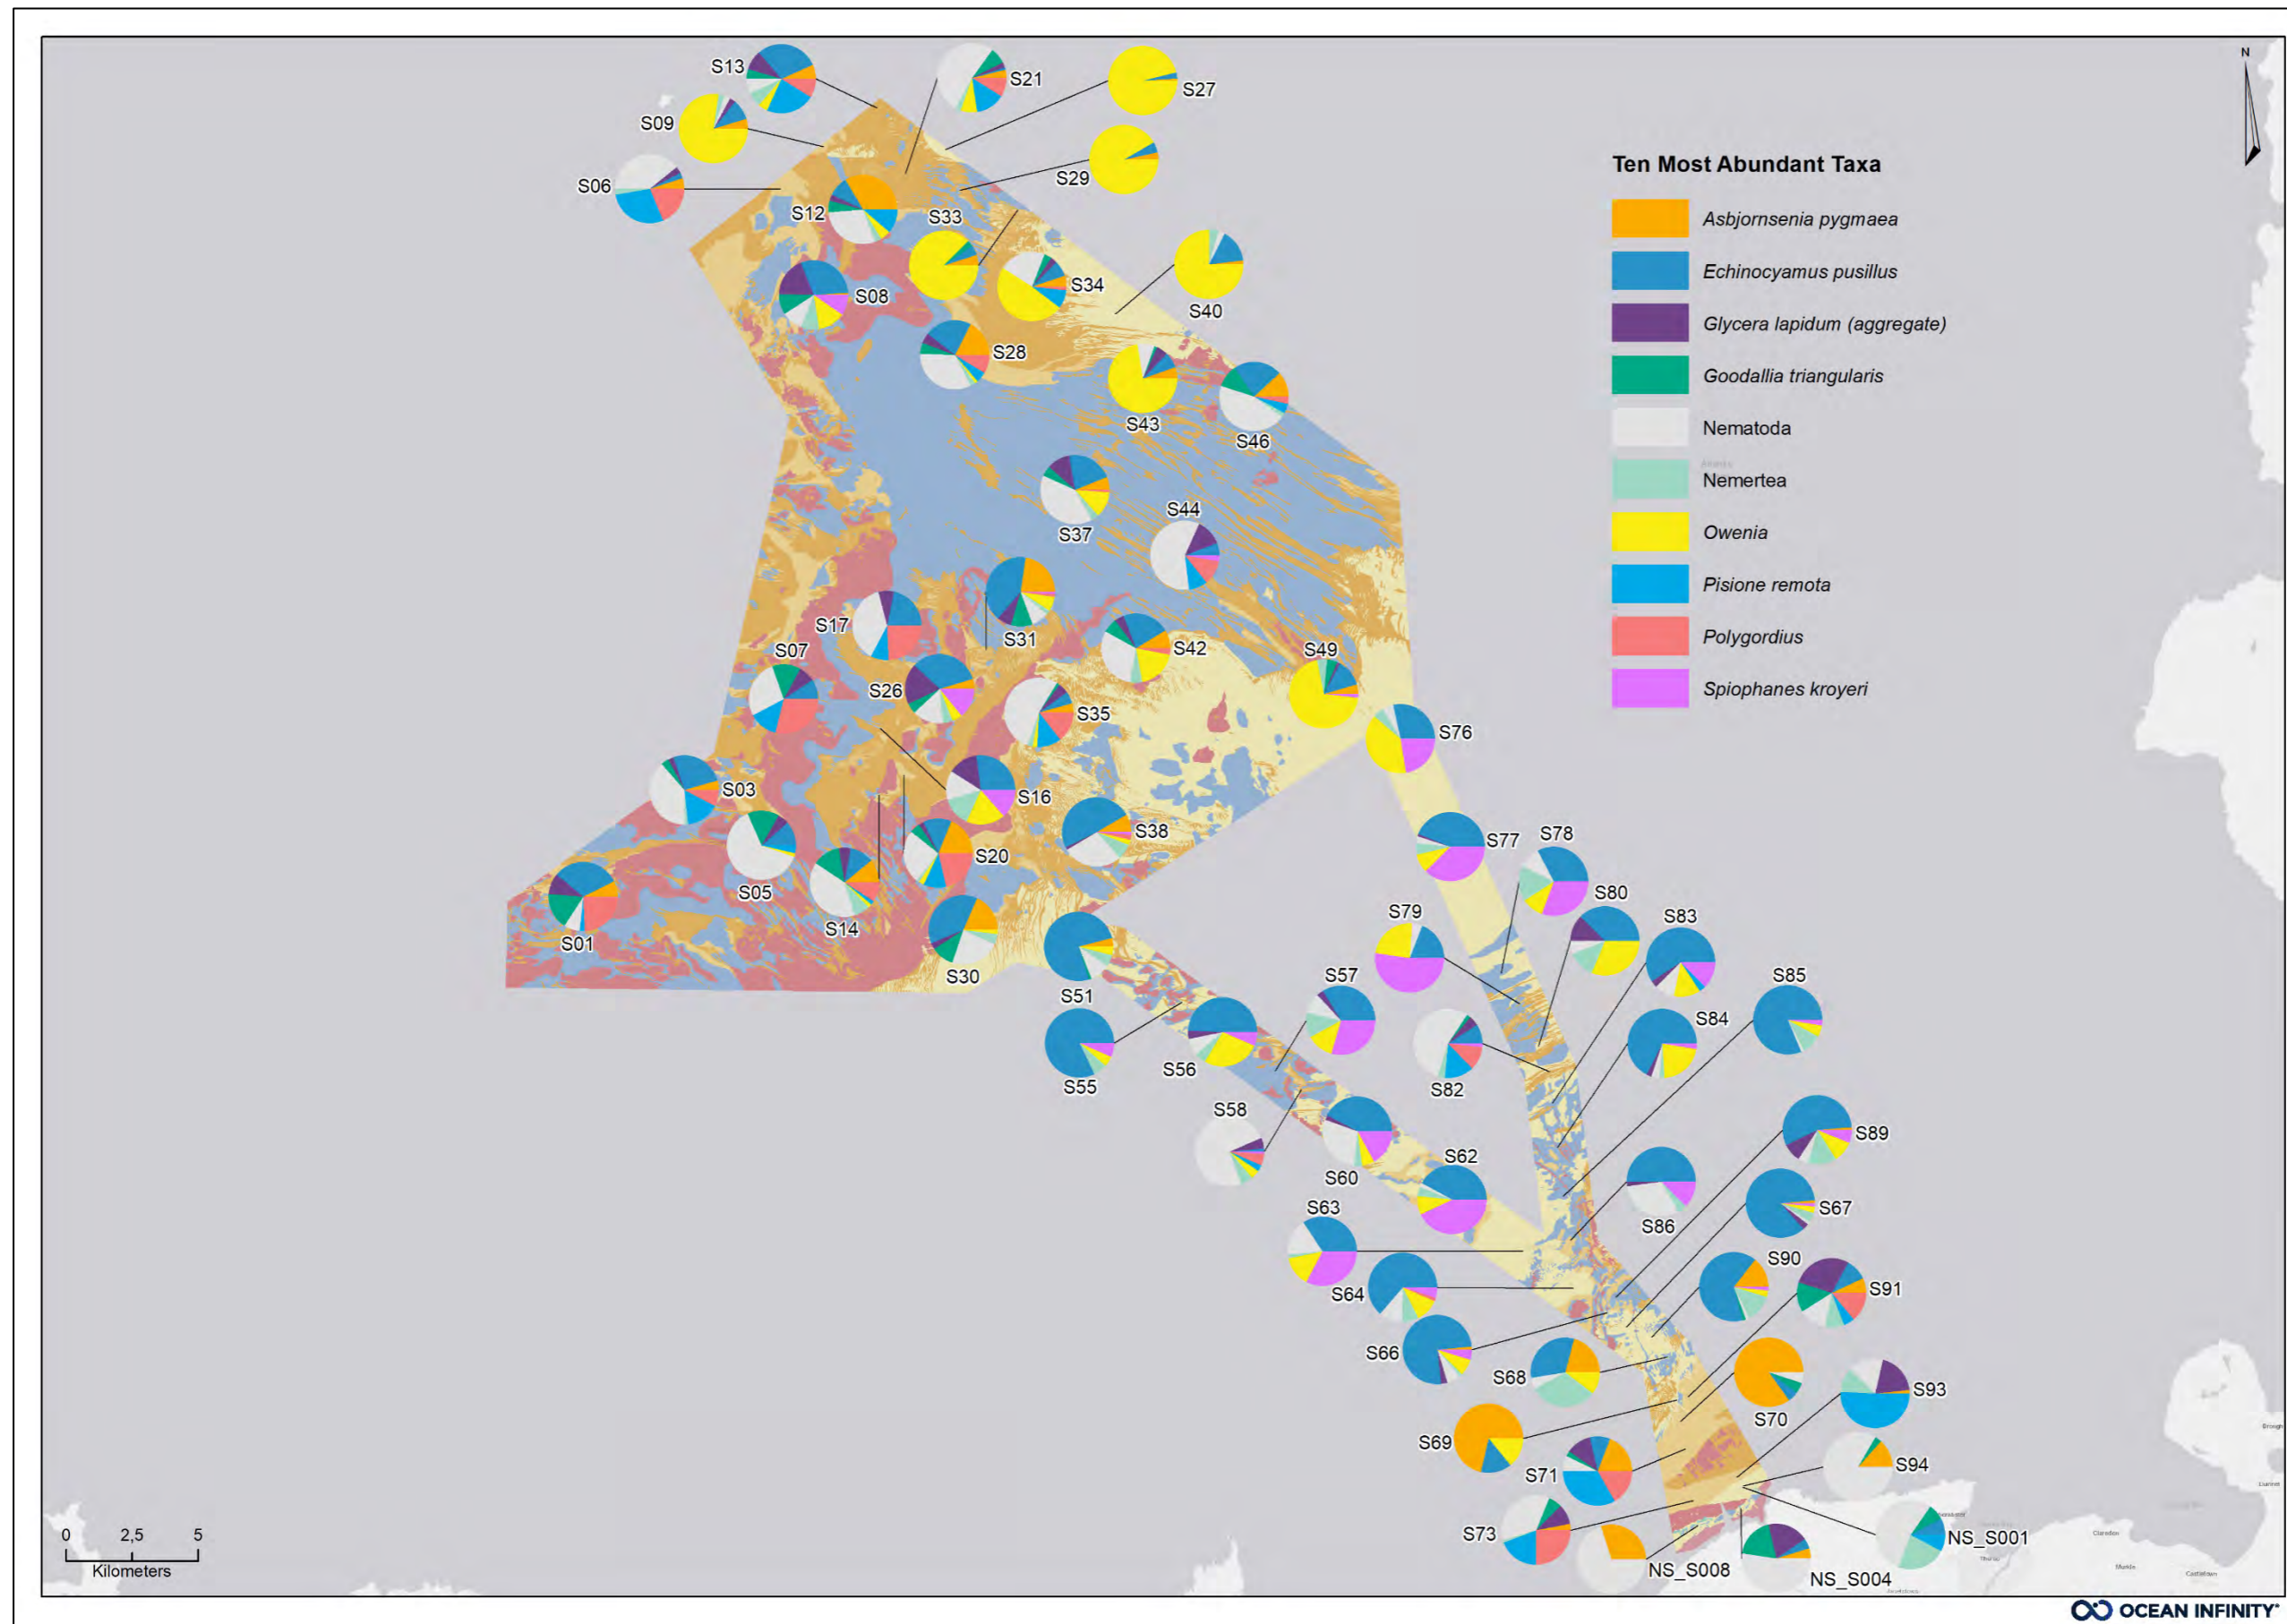 N
S13
S21
S27
S09
S29
S06
S12
S33
S34
S40
S08
S28
S43
S46
S37
S44
S17
S31
S42
S07
S26
S49
S35
S76
S03
S16
S38
S77
S78
S05
S20
S80
S83
S01
S14
S79
S30
S51
S57
S85
S84
S56
S55
S82
S58
S89
S60
S62
S86
S67
S63
S90
S64
S91
S66
S68
S70
S93
S69
S71
S94
S73
NS_S001
NS_S008
NS_S004
Ten Most Abundant Taxa
Asbjornsenia pygmaea
Echinocyamus pusillus
Glycera lapidum (aggregate)
Goodallia triangularis
Nematoda
Nemertea
Owenia
Pisione remota
Polygordius
Spiophanes kroyeri
0 2,5 5
Kilometers
OCEAN INFINITY